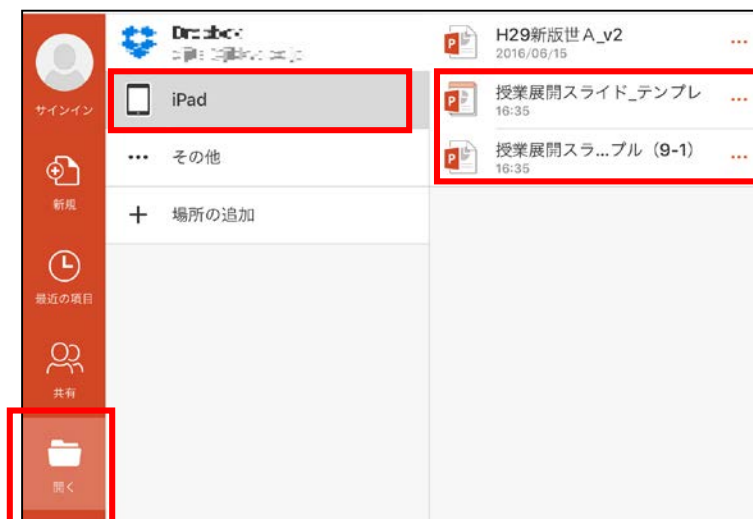 サインイン
新規
最近の項目
共有
開く
Dropbox
iPad
その他
場所の追加
H29新版世A_v2
2016/06/15
授業展開スライド_テンプレ
16:35
授業展開スラ...プル（9-1）
16:35